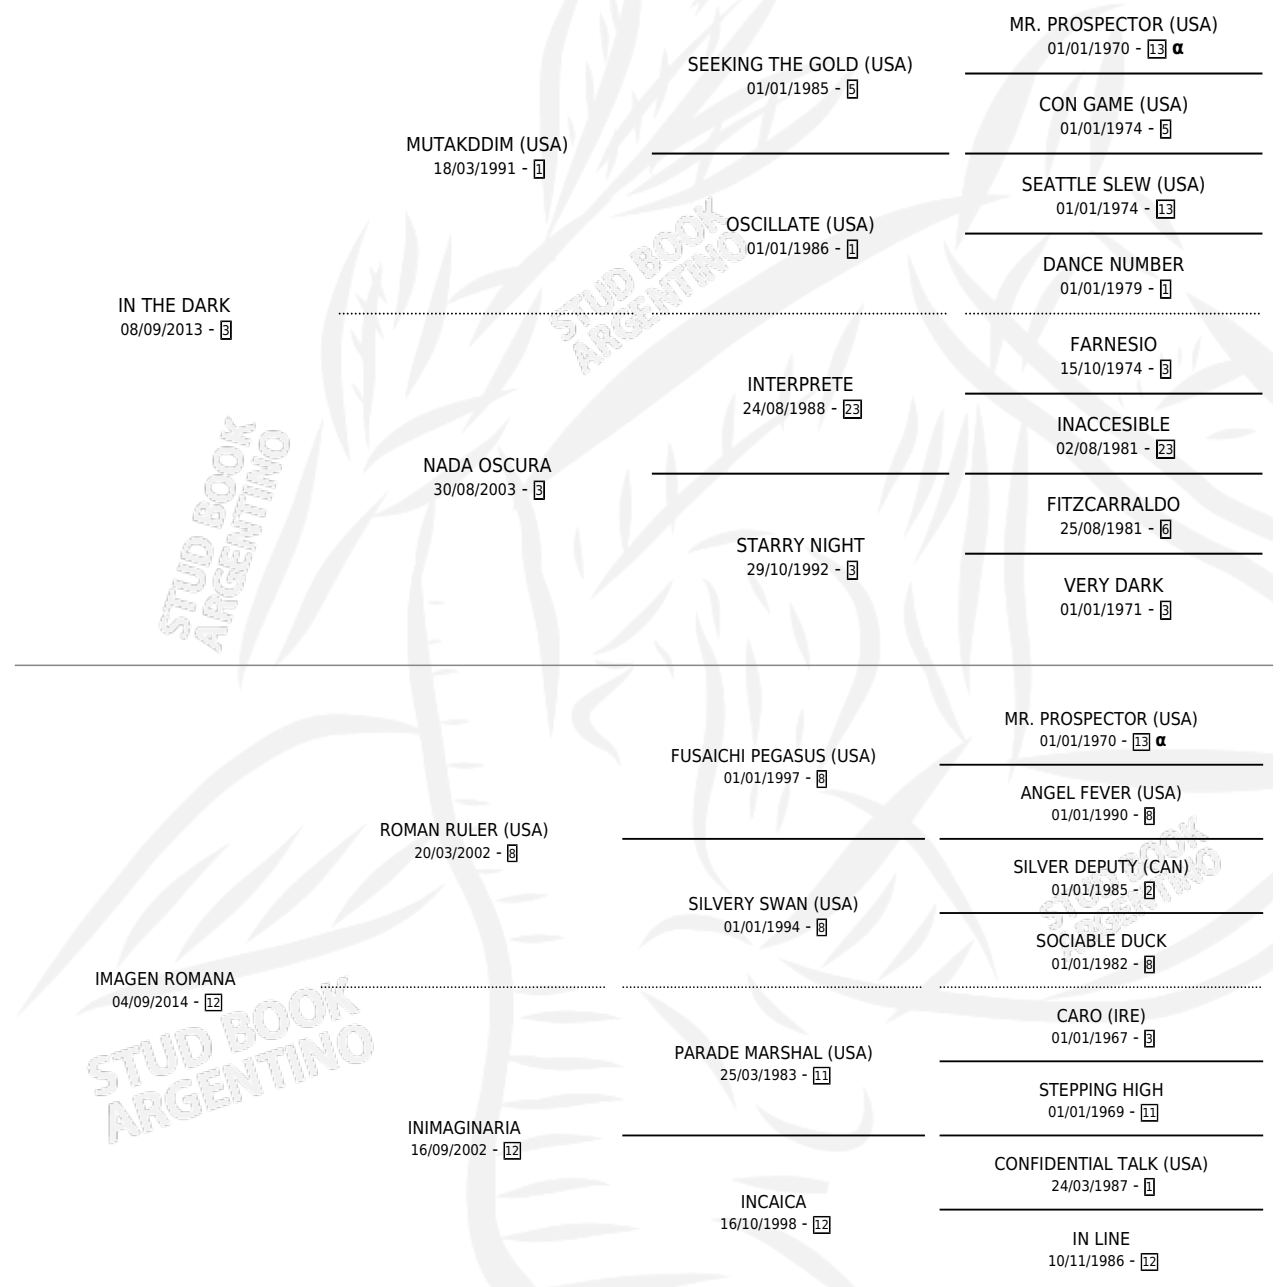 MR. PROSPECTOR (USA)
01/01/1970 - 13 α
SEEKING THE GOLD (USA)
01/01/1985 - 5
CON GAME (USA)
01/01/1974 - 5
MUTAKDDIM (USA)
18/03/1991 - 1
SEATTLE SLEW (USA)
01/01/1974 - 13
OSCILLATE (USA)
01/01/1986 - 1
DANCE NUMBER
01/01/1979 - 1
IN THE DARK
08/09/2013 - 3
FARNESIO
15/10/1974 - 3
INTERPRETE
24/08/1988 - 23
INACCESIBLE
02/08/1981 - 23
NADA OSCURA
30/08/2003 - 3
FITZCARRALDO
25/08/1981 - 6
STARRY NIGHT
29/10/1992 - 3
VERY DARK
01/01/1971 - 3
STUD BOOK
ARGENTINO
STUD BOOK
ARGENTINO
MR. PROSPECTOR (USA)
01/01/1970 - 13 α
FUSAICHI PEGASUS (USA)
01/01/1997 - 8
ANGEL FEVER (USA)
01/01/1990 - 8
ROMAN RULER (USA)
20/03/2002 - 8
SILVER DEPUTY (CAN)
01/01/1985 - 2
SILVERY SWAN (USA)
01/01/1994 - 8
SOCIABLE DUCK
01/01/1982 - 8
IMAGEN ROMANA
04/09/2014 - 12
CARO (IRE)
01/01/1967 - 3
PARADE MARSHAL (USA)
25/03/1983 - 11
STEPPING HIGH
01/01/1969 - 11
INIMAGINARIA
16/09/2002 - 12
CONFIDENTIAL TALK (USA)
24/03/1987 - 1
INCAICA
16/10/1998 - 12
IN LINE
10/11/1986 - 12
STUD BOOK
ARGENTINO
STUD BOOK
ARGENTINO